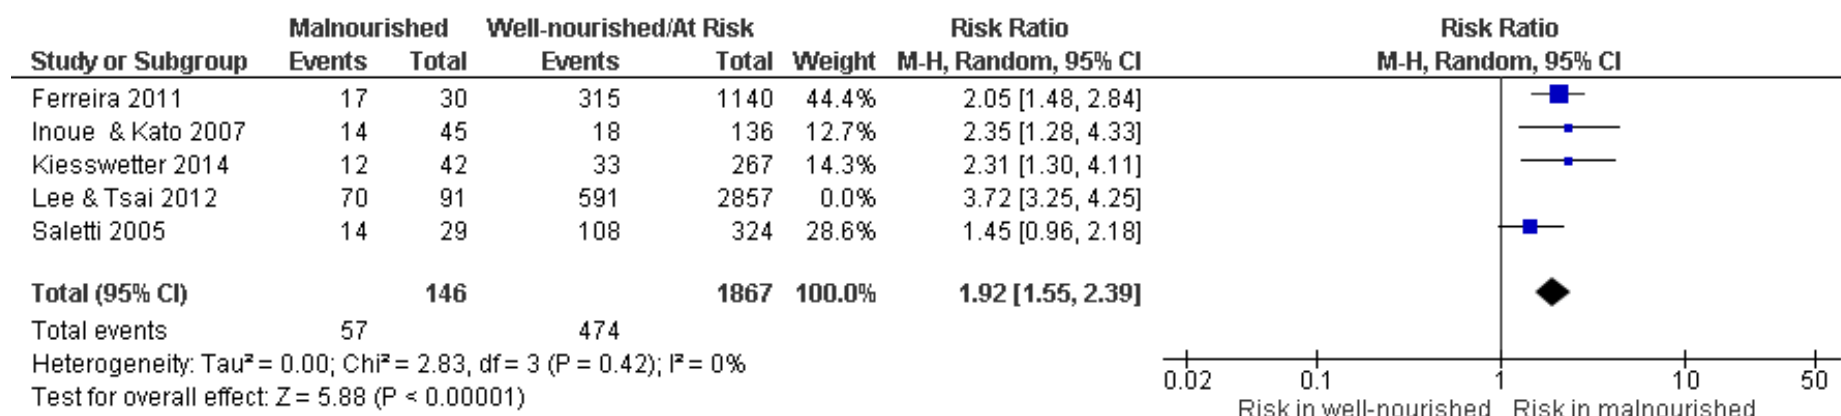 Malnourished Well-nourished/At Risk Risk Ratio Risk Ratio
Study or Subgroup Events Total Events Total Weight M-H, Random, 95% CI M-H, Random, 95% CI
Ferreira 2011 17 30 315 1140 44.4% 2.05 [1.48, 2.84]
Inoue & Kato 2007 14 45 18 136 12.7% 2.35 [1.28, 4.33]
Kiesswetter 2014 12 42 33 267 14.3% 2.31 [1.30, 4.11]
Lee & Tsai 2012 70 91 591 2857 0.0% 3.72 [3.25, 4.25]
Saletti 2005 14 29 108 324 28.6% 1.45 [0.96, 2.18]
Total (95% CI) 146 1867 100.0% 1.92 [1.55, 2.39]
Total events 57 474
Heterogeneity: Tau² = 0.00; Chi² = 2.83, df = 3 (P = 0.42); I² = 0%
Test for overall effect: Z = 5.88 (P < 0.00001)
0.02 0.1 1 10 50
Risk in well-nourished Risk in malnourished